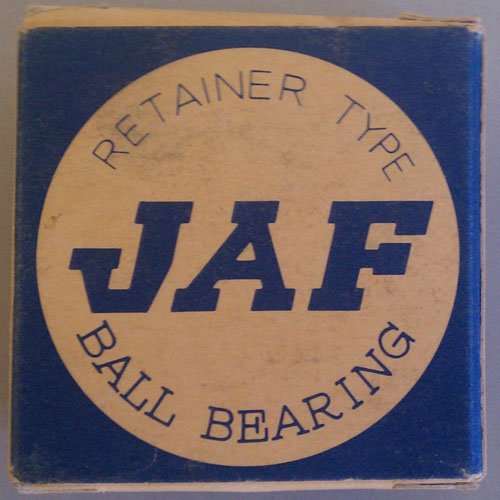 RETAINER TYPE
JAF
BALL BEARING